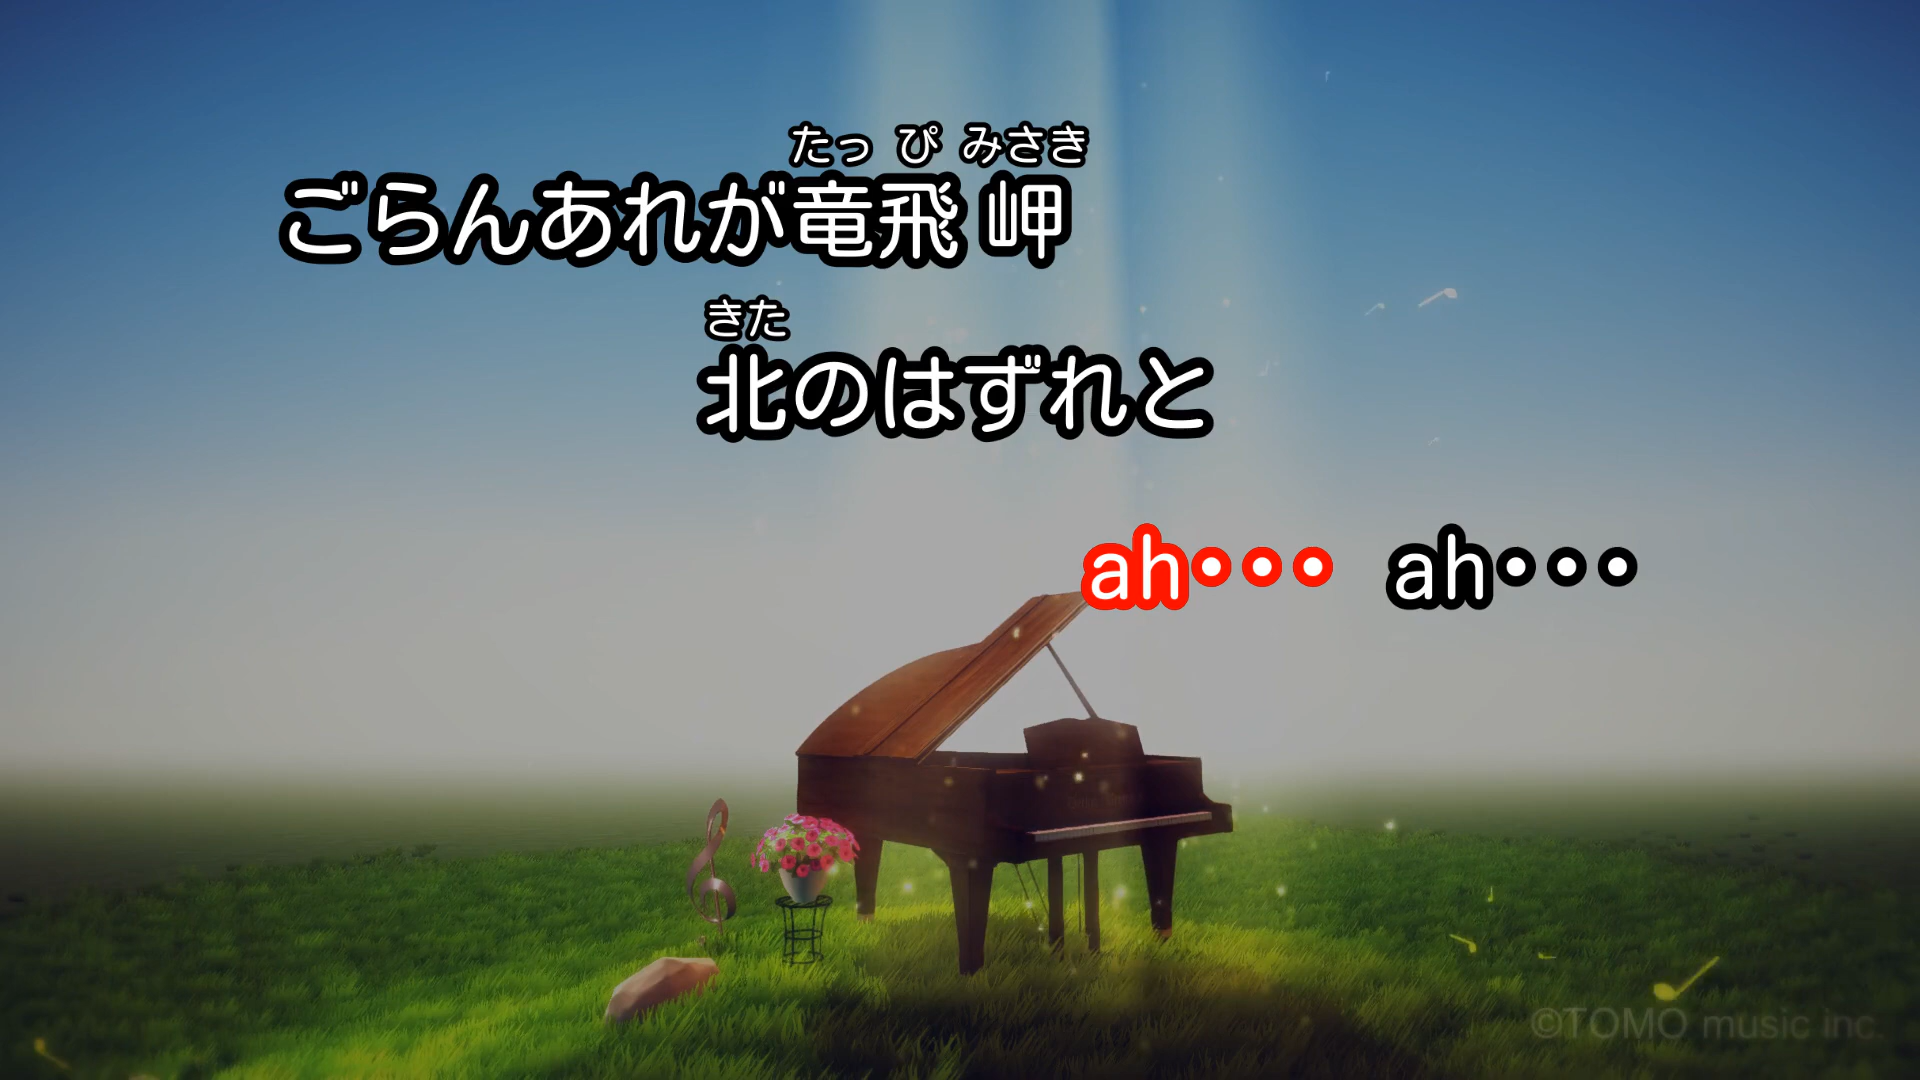 たっ ぴ みさき
ごらんあれが竜飛 岬
きた
北のはずれと
ah・・・ ah・・・
©TOMO music inc.